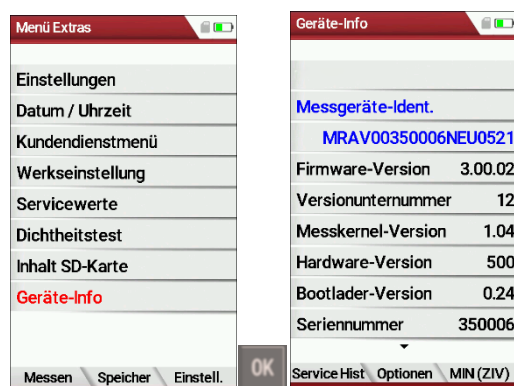 Menü Extras
Einstellungen
Datum / Uhrzeit
Kundendienstmenü
Werkseinstellung
Servicewerte
Dichtheitstest
Inhalt SD-Karte
Geräte-Info
Messen Speicher Einstell.
OK
Geräte-Info
Messgeräte-Ident.
MRAV00350006NEU0521
Firmware-Version 3.00.02
Versionunternummer 12
Messkernel-Version 1.04
Hardware-Version 500
Bootlader-Version 0.24
Seriennummer 350006
Service Hist Optionen MIN (ZIV)